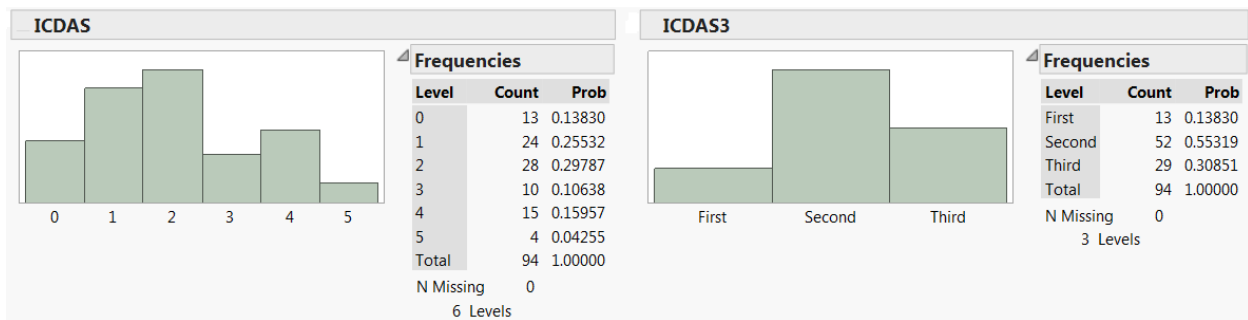 ICDAS
Frequencies
Level Count Prob
0 13 0.13830
1 24 0.25532
2 28 0.29787
3 10 0.10638
4 15 0.15957
5 4 0.04255
Total 94 1.00000
N Missing 0
6 Levels
0 1 2 3 4 5
ICDAS3
Frequencies
Level Count Prob
First 13 0.13830
Second 52 0.55319
Third 29 0.30851
Total 94 1.00000
N Missing 0
3 Levels
First Second Third